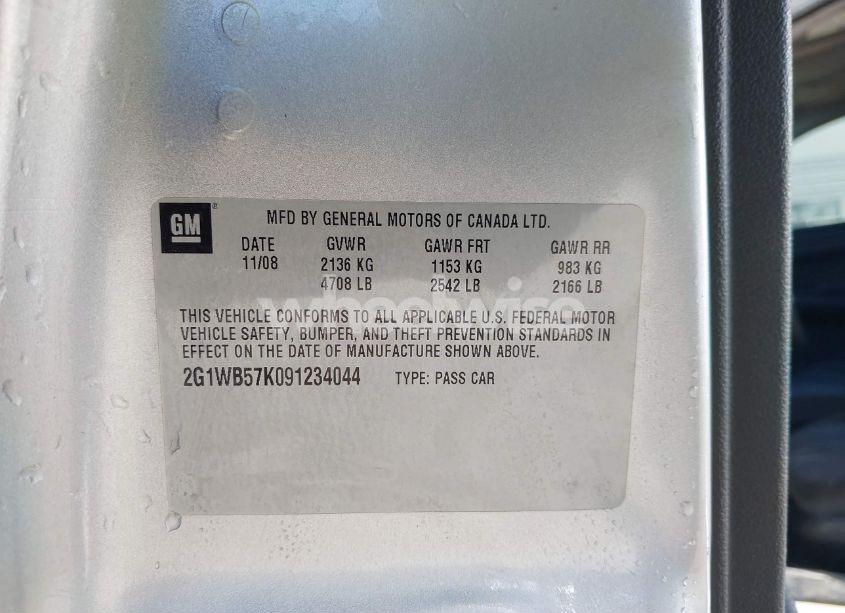 GM
MFD BY GENERAL MOTORS OF CANADA LTD.
DATE GVWR GAWR FRT GAWR RR
11/08 2136 KG 1153 KG 983 KG
4708 LB 2542 LB 2166 LB
wheelwise
THIS VEHICLE CONFORMS TO ALL APPLICABLE U.S. FEDERAL MOTOR
VEHICLE SAFETY, BUMPER, AND THEFT PREVENTION STANDARDS IN
EFFECT ON THE DATE OF MANUFACTURE SHOWN ABOVE.
2G1WB57K091234044 TYPE: PASS CAR